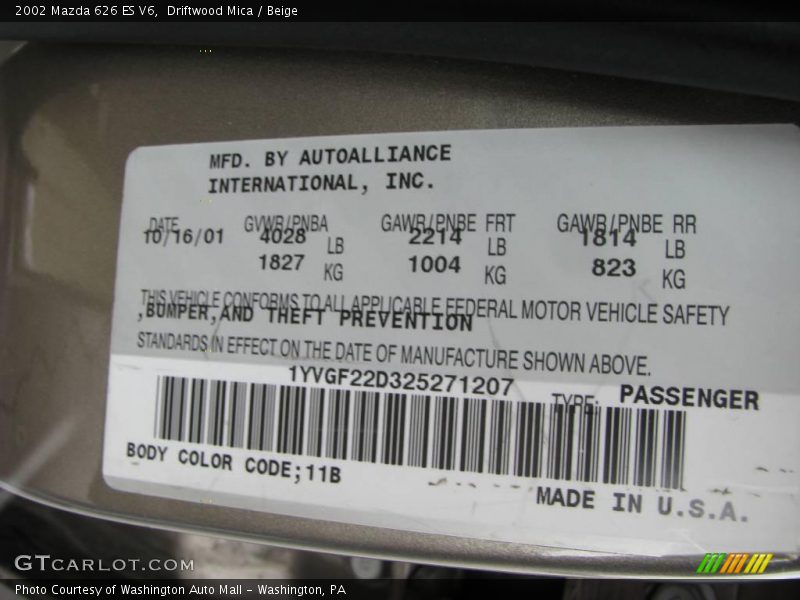 2002 Mazda 626 ES V6,  Driftwood Mica / Beige
MFD. BY AUTOALLIANCE
INTERNATIONAL, INC.
DATE GVWR/PNBA GAWR/PNBE FRT GAWR/PNBE RR
10/16/01 4028 LB 2214 LB 1814 LB
1827 KG 1004 KG 823 KG
THIS VEHICLE CONFORMS TO ALL APPLICABLE FEDERAL MOTOR VEHICLE SAFETY
,BUMPER,AND THEFT PREVENTION
STANDARDS IN EFFECT ON THE DATE OF MANUFACTURE SHOWN ABOVE.
1YVGF22D325271207 TYPE: PASSENGER
BODY COLOR CODE;11B
MADE IN U.S.A.
GTCARLOT.COM
Photo Courtesy of Washington Auto Mall - Washington, PA